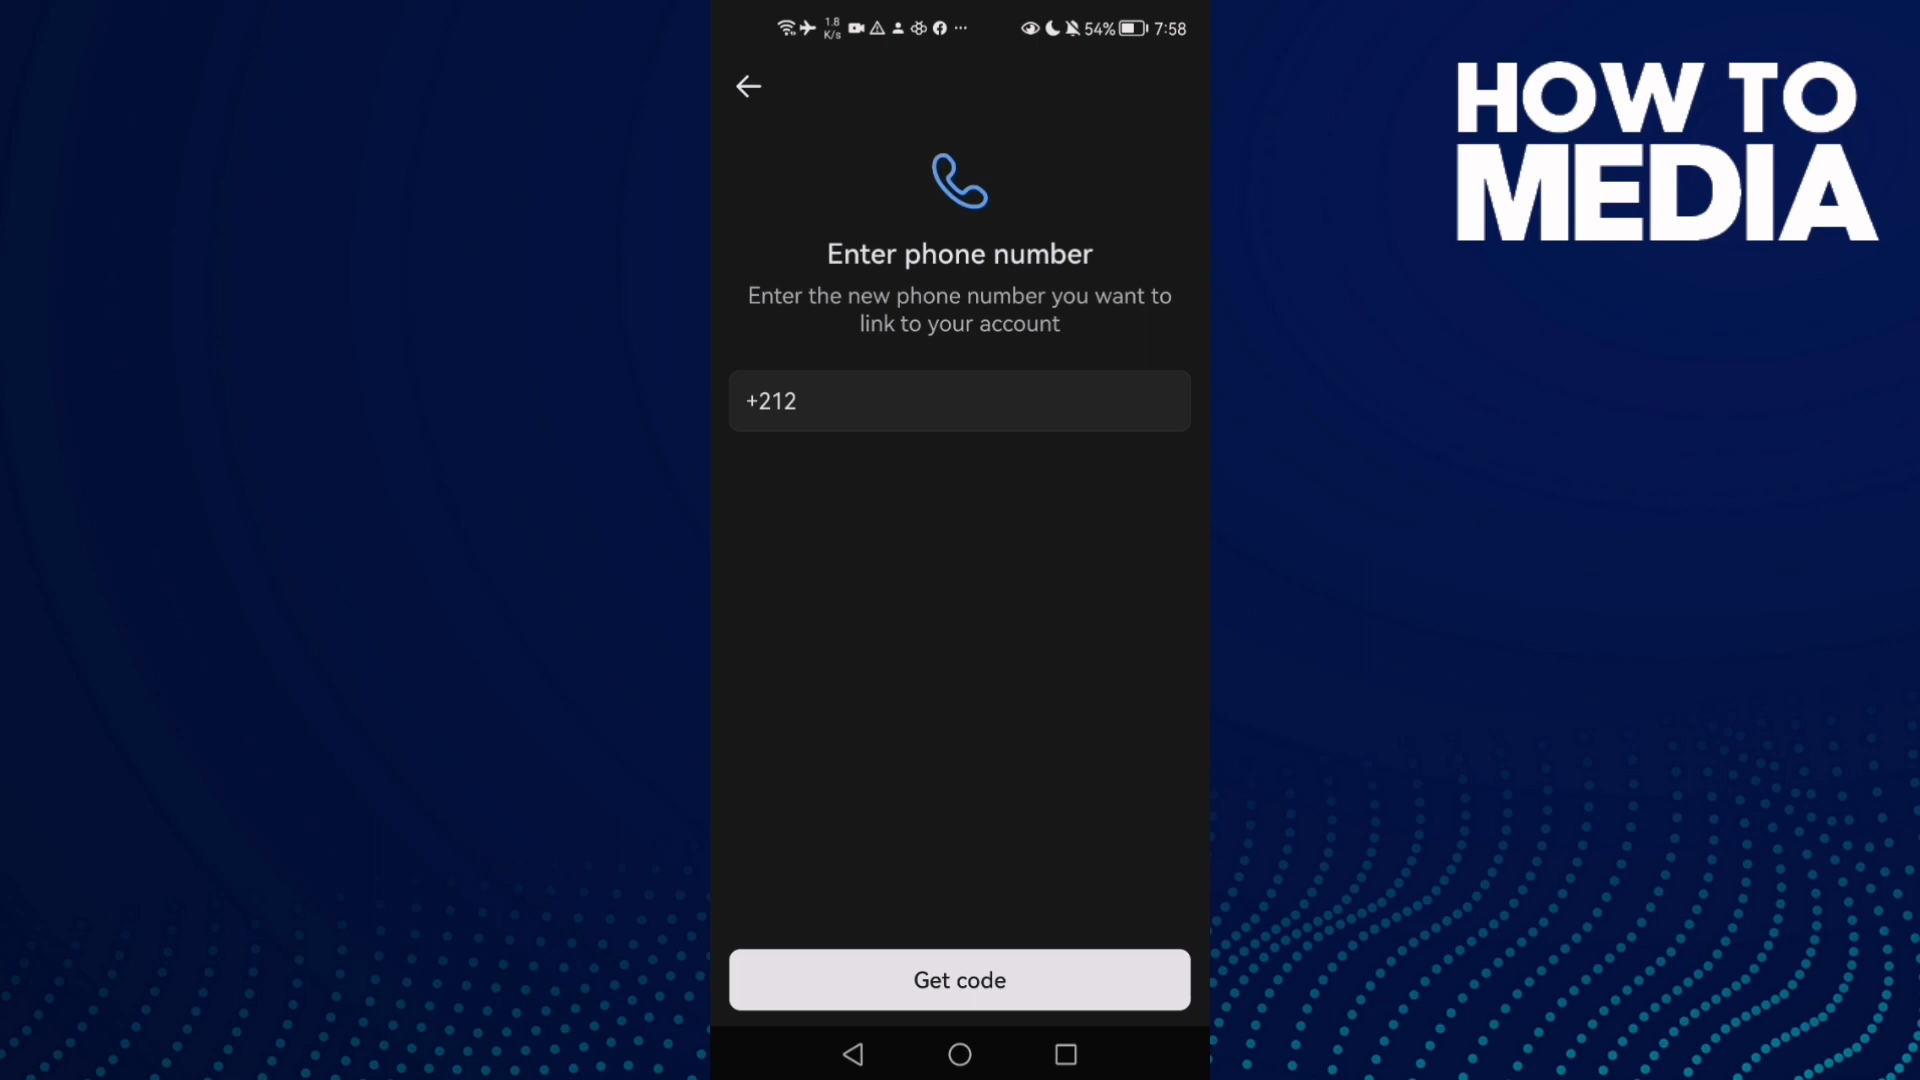 1.8
K/s
54%
7:58
HOW TO
MEDIA
Enter phone number
Enter the new phone number you want to
link to your account
+212
Get code